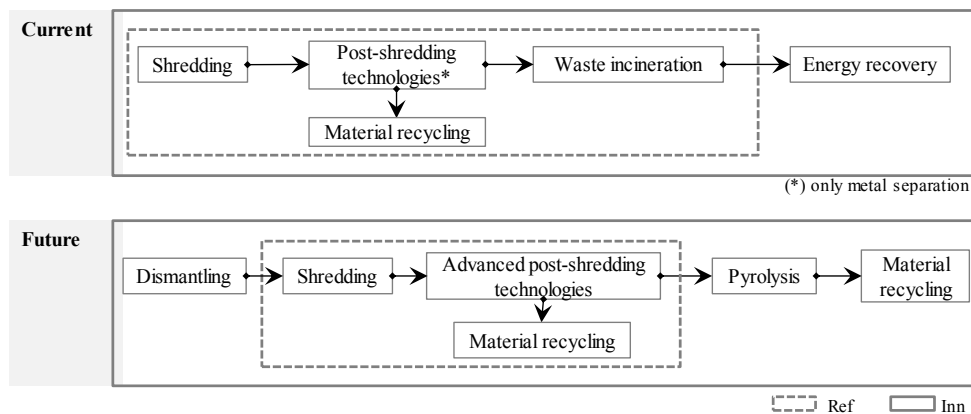 Current
Shredding
Post-shredding
technologies*
Waste incineration
Energy recovery
Material recycling
(*) only metal separation
Future
Dismantling
Shredding
Advanced post-shredding
technologies
Pyrolysis
Material
recycling
Material recycling
Ref
Inn